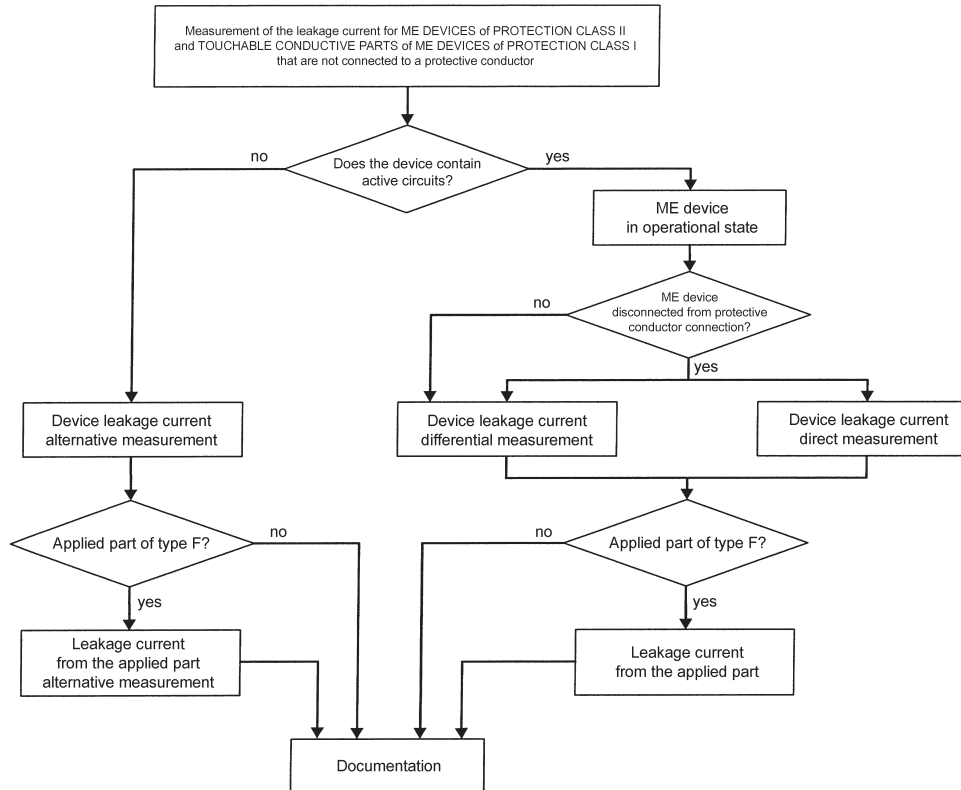 Measurement of the leakage current for ME DEVICES of PROTECTION CLASS II
and TOUCHABLE CONDUCTIVE PARTS of ME DEVICES of PROTECTION CLASS I
that are not connected to a protective conductor
no
yes
Does the device contain
active circuits?
ME device
in operational state
no
ME device
disconnected from protective
conductor connection?
yes
Device leakage current
alternative measurement
Device leakage current
differential measurement
Device leakage current
direct measurement
Applied part of type F?
no
yes
no
Applied part of type F?
yes
Leakage current
from the applied part
alternative measurement
Leakage current
from the applied part
Documentation